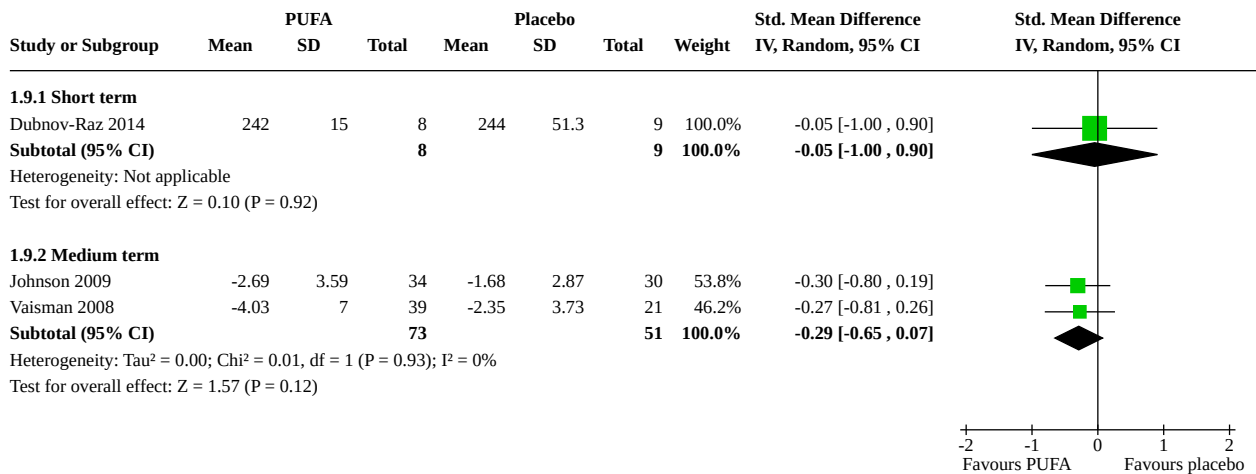 PUFA Placebo Std. Mean Difference Std. Mean Difference
Study or Subgroup Mean SD Total Mean SD Total Weight IV, Random, 95% CI IV, Random, 95% CI
1.9.1 Short term
Dubnov-Raz 2014 242 15 8 244 51.3 9 100.0% -0.05 [-1.00 , 0.90]
Subtotal (95% CI) 8 9 100.0% -0.05 [-1.00 , 0.90]
Heterogeneity: Not applicable
Test for overall effect: Z = 0.10 (P = 0.92)
1.9.2 Medium term
Johnson 2009 -2.69 3.59 34 -1.68 2.87 30 53.8% -0.30 [-0.80 , 0.19]
Vaisman 2008 -4.03 7 39 -2.35 3.73 21 46.2% -0.27 [-0.81 , 0.26]
Subtotal (95% CI) 73 51 100.0% -0.29 [-0.65 , 0.07]
Heterogeneity: Tau² = 0.00; Chi² = 0.01, df = 1 (P = 0.93); I² = 0%
Test for overall effect: Z = 1.57 (P = 0.12)
-2 -1 0 1 2
Favours PUFA Favours placebo